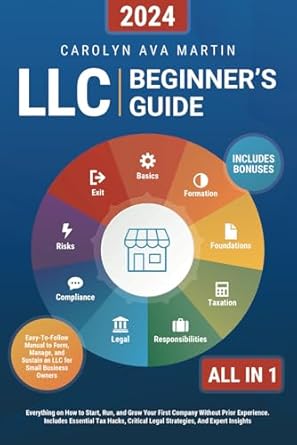 2024
CAROLYN AVA MARTIN
LLC
BEGINNER'S
GUIDE
INCLUDES
BONUSES
Basics
Formation
Foundations
Taxation
Responsibilities
Legal
Compliance
Risks
Exit
Easy-To-Follow
Manual to Form,
Manage, and
Sustain an LLC for
Small Business
Owners
ALL IN 1
Everything on How to Start, Run, and Grow Your First Company Without Prior Experience.
Includes Essential Tax Hacks, Critical Legal Strategies, And Expert Insights